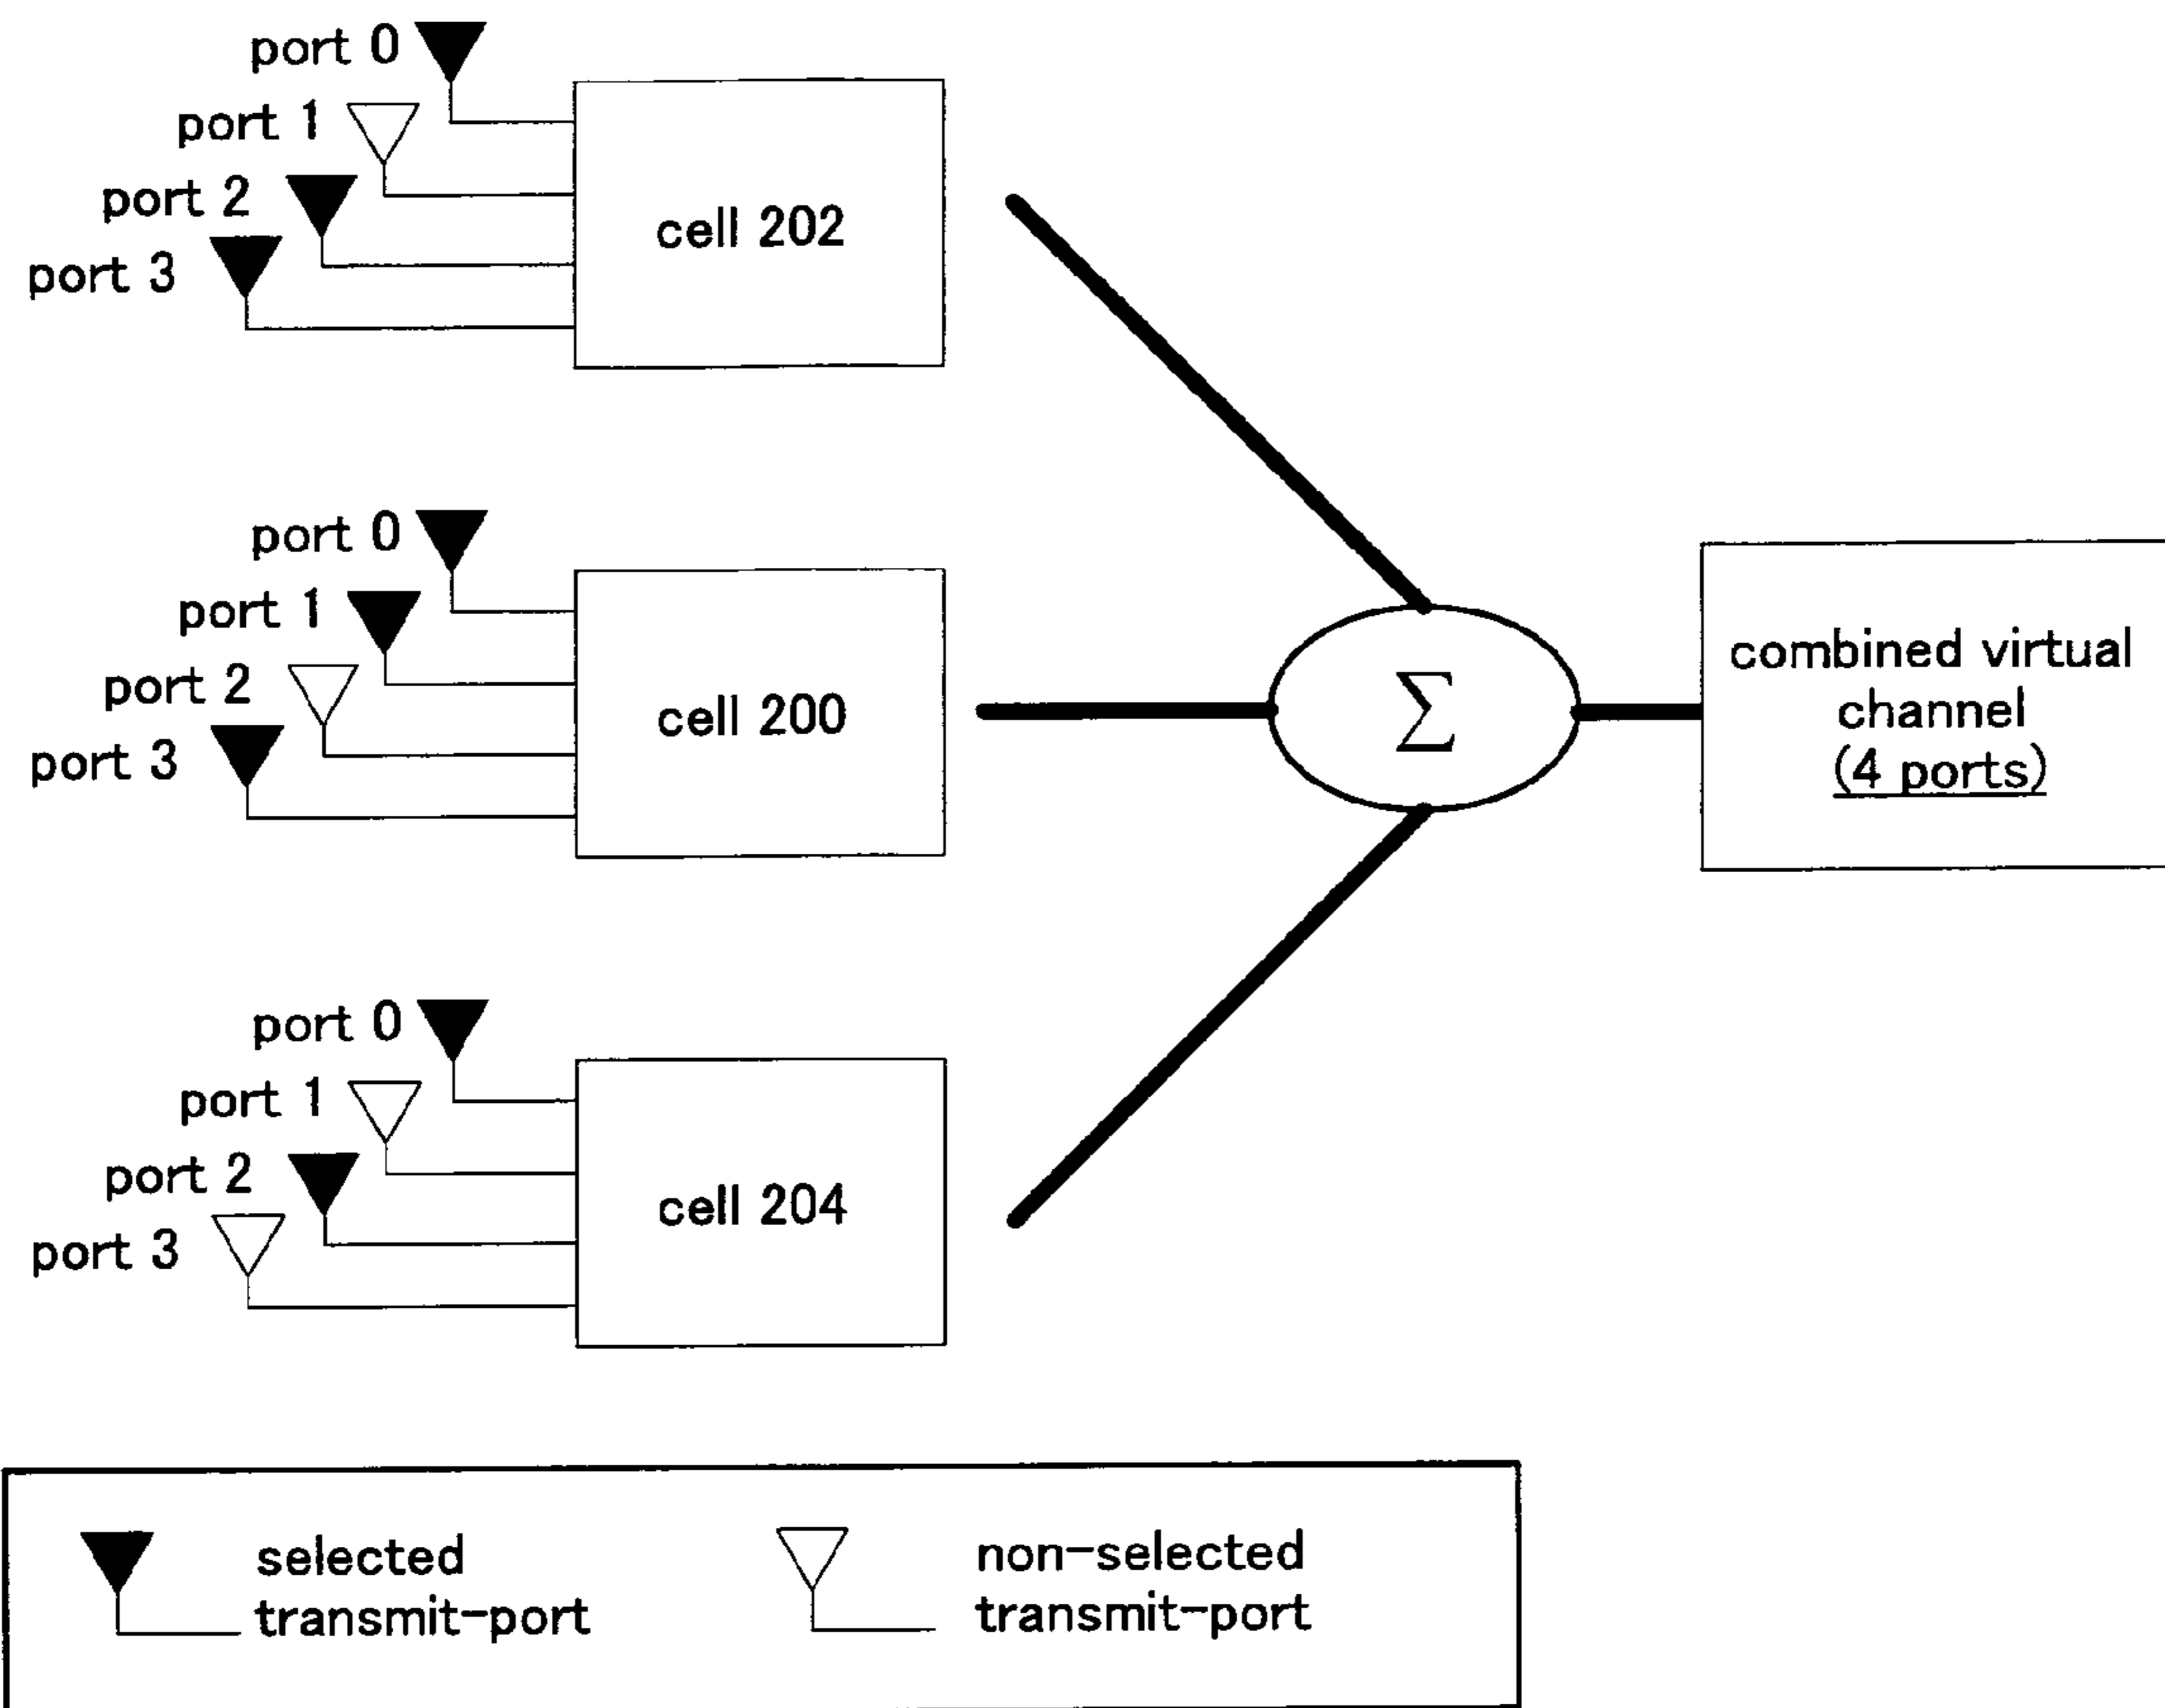 port 0
port 1
port 2
port 3
cell 202
port 0
port 1
port 2
port 3
cell 200
Σ
combined virtual
channel
(4 ports)
port 0
port 1
port 2
port 3
cell 204
selected
transmit-port
non-selected
transmit-port